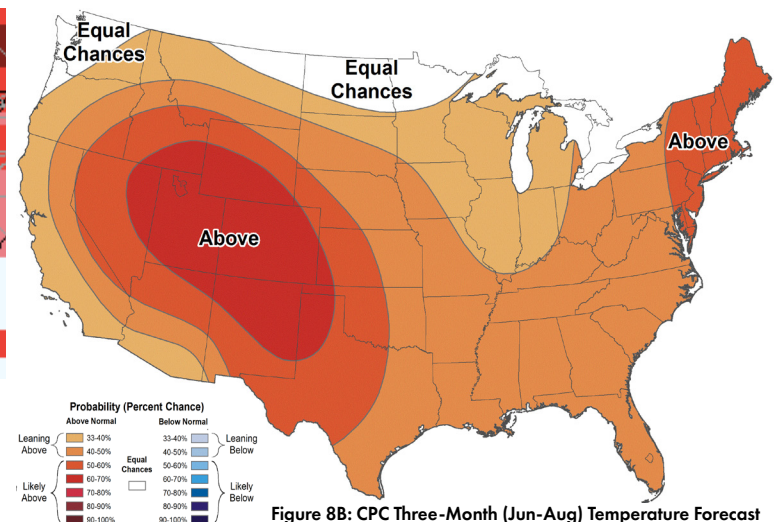 Equal
Chances
Equal
Chances
Above
Above
Probability (Percent Chance)
Above Normal Below Normal
Leaning
Above
33-40%
40-50%
Likely
Above
50-60%
60-70%
70-80%
80-90%
90-100%
Equal
Chances
33-40%
40-50%
Leaning
Below
50-60%
60-70%
70-80%
80-90%
90-100%
Likely
Below
Figure 8B: CPC Three-Month (Jun-Aug) Temperature Forecast